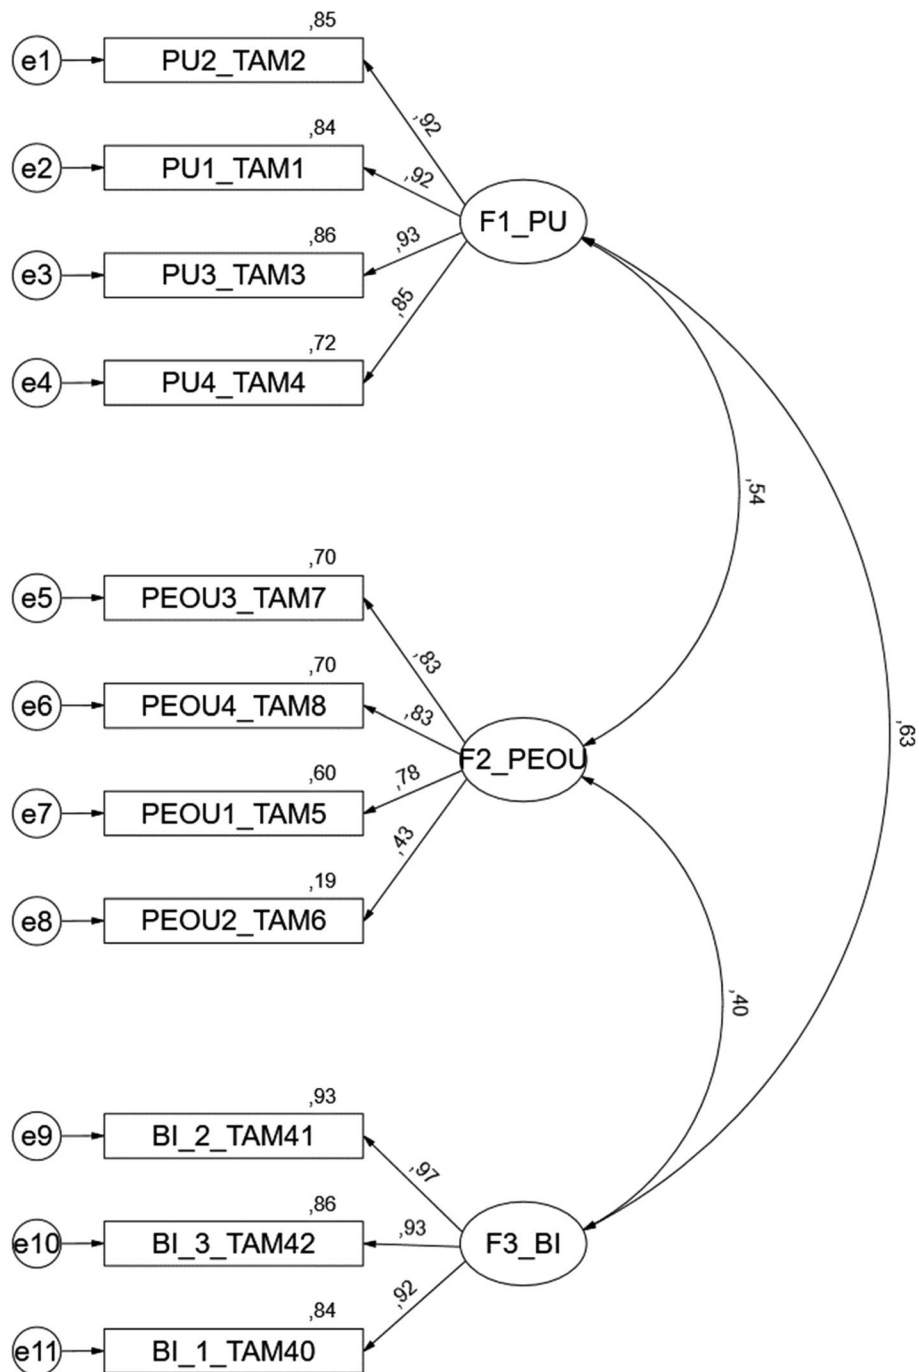 ,85
e1
PU2_TAM2
,92
,84
e2
PU1_TAM1
,92
F1_PU
,86
e3
PU3_TAM3
,93
,72
e4
PU4_TAM4
,85
,54
,70
e5
PEOU3_TAM7
,83
,70
e6
PEOU4_TAM8
,83
F2_PEOU
,63
,60
e7
PEOU1_TAM5
,78
,19
e8
PEOU2_TAM6
,43
,40
,93
e9
BI_2_TAM41
,97
,86
e10
BI_3_TAM42
,93
F3_BI
,84
e11
BI_1_TAM40
,92